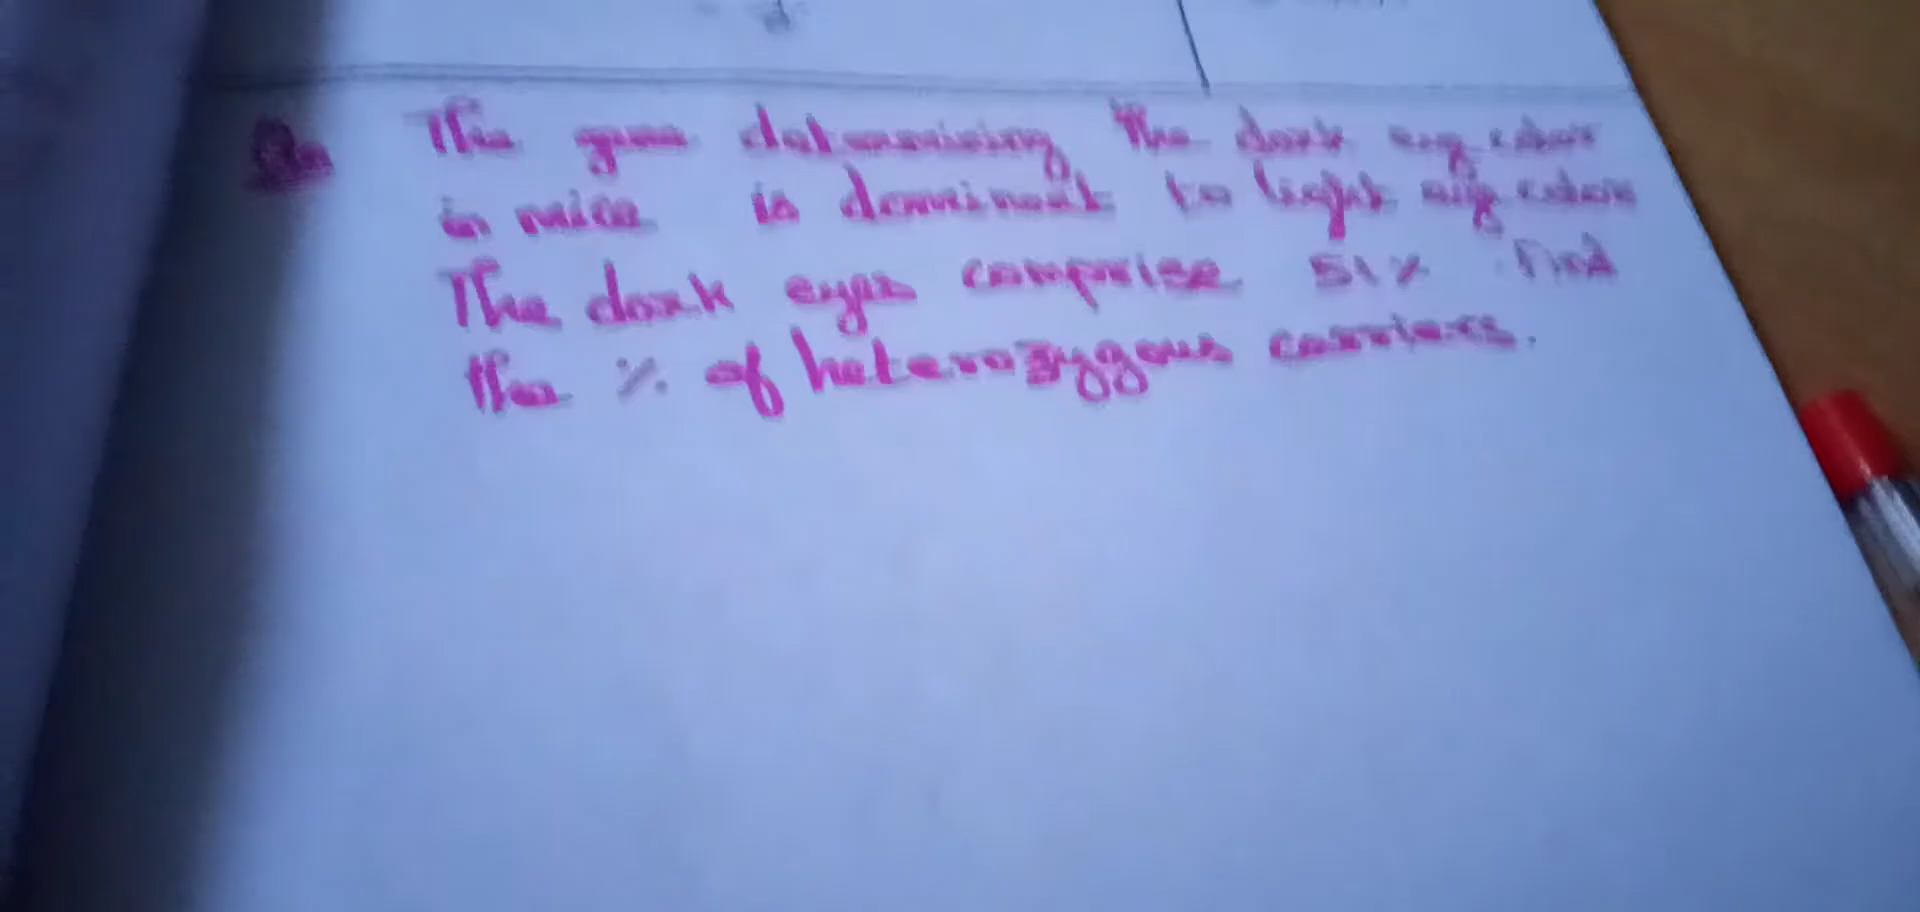 Qn The gene determining the dark eye colour
in mice is dominant to light eye colour
The dark eyes comprise 51% . Find
the % of heterozygous carriers.